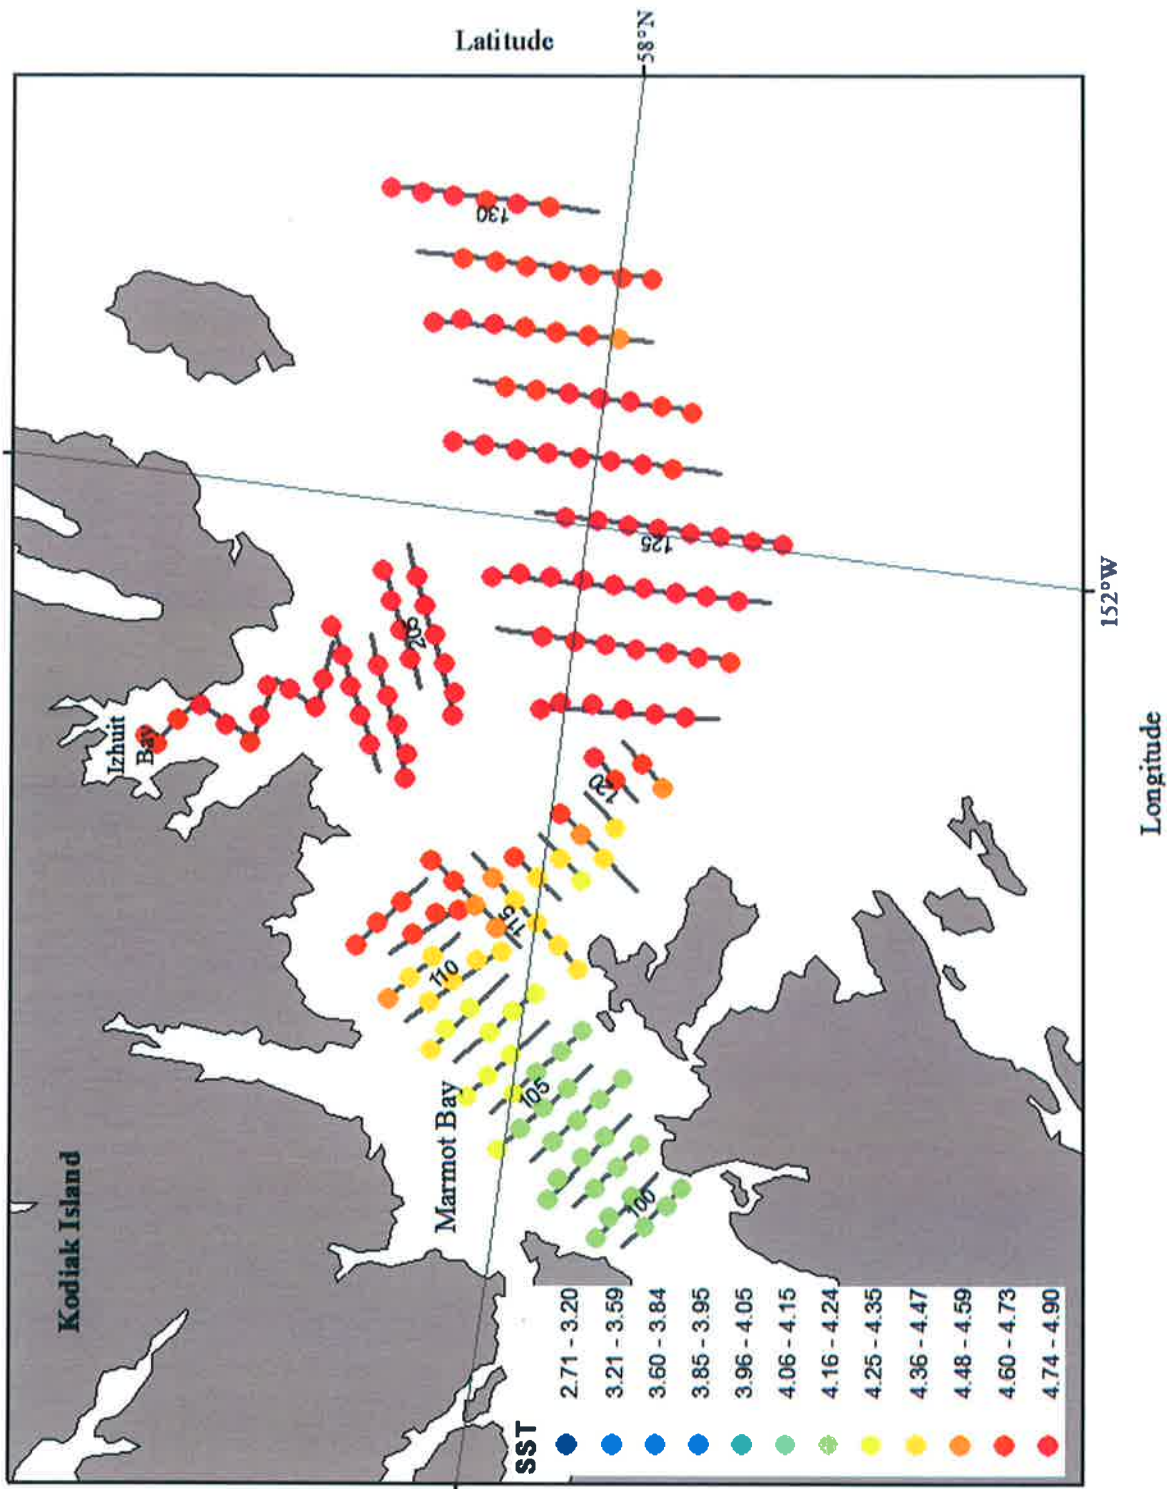 Latitude
58°N
Kodiak Island
Izhuit
Bay
Marmot Bay
130
125
205
120
115
110
105
100
152°W
Longitude
SST
2.71 - 3.20
3.21 - 3.59
3.60 - 3.84
3.85 - 3.95
3.96 - 4.05
4.06 - 4.15
4.16 - 4.24
4.25 - 4.35
4.36 - 4.47
4.48 - 4.59
4.60 - 4.73
4.74 - 4.90